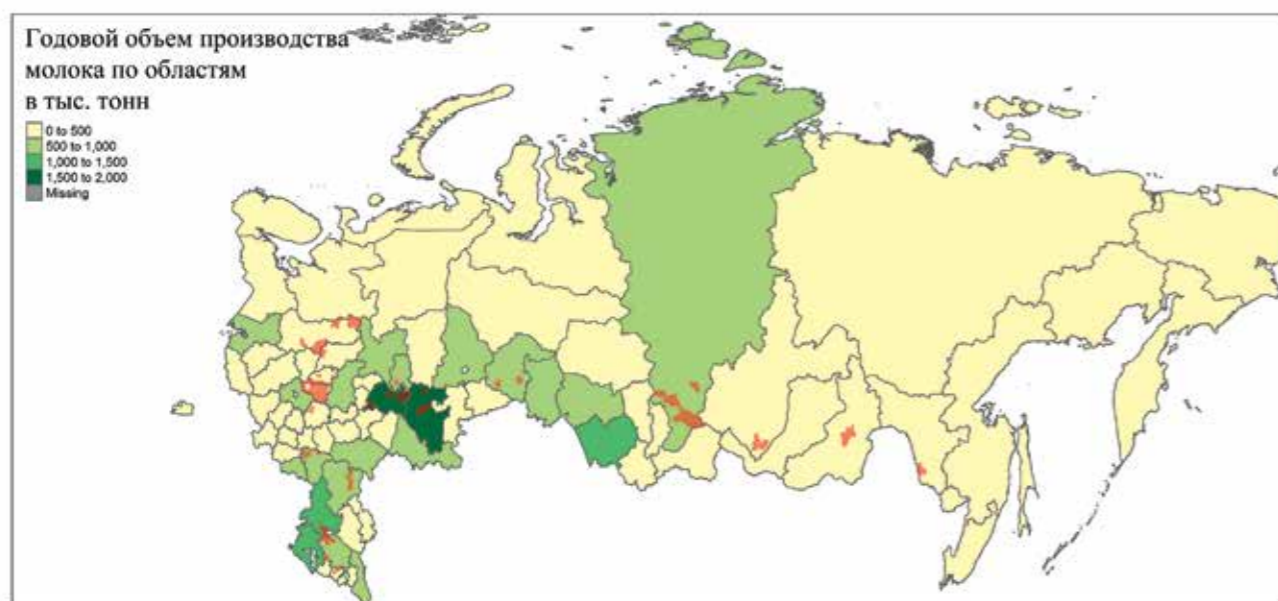 Годовой объем производства
молока по областям
в тыс. тонн
0 to 500
500 to 1,000
1,000 to 1,500
1,500 to 2,000
Missing